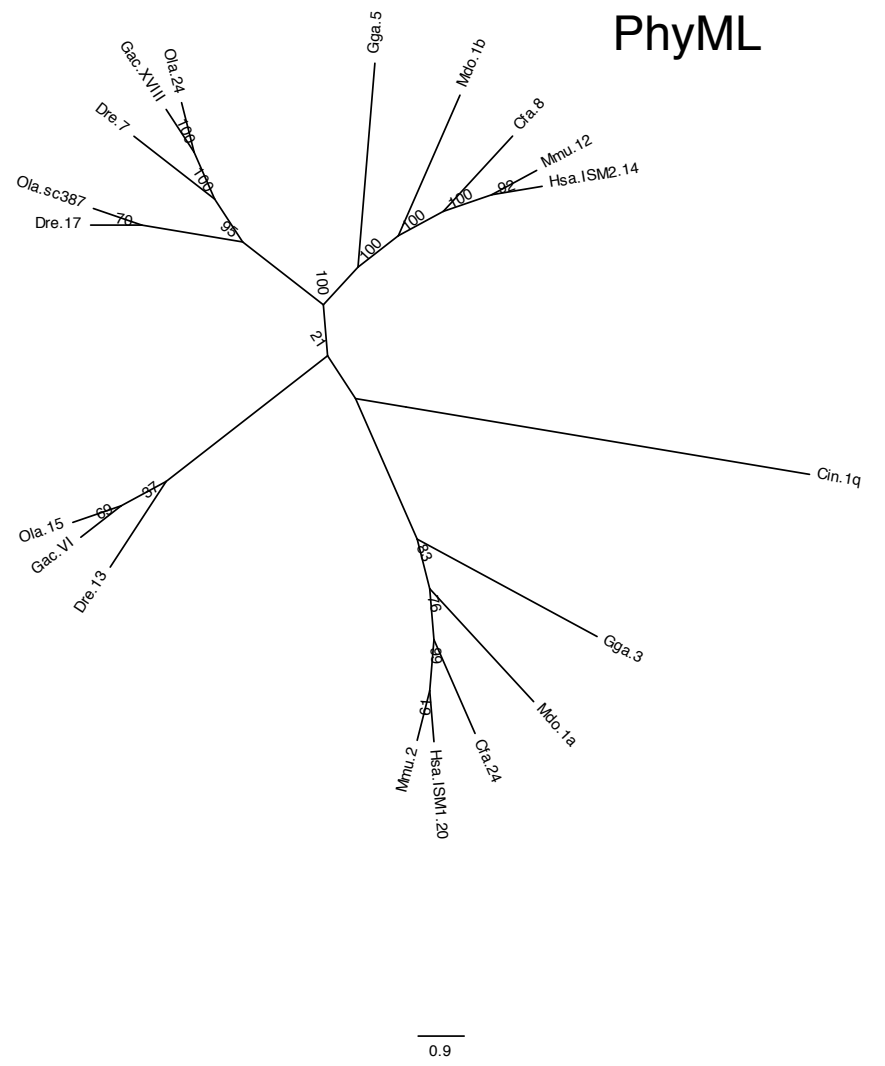 PhyML
Gga.5
Mdo.1b
Gac.XVIII
Ola.24
Dre.7
Cfa.8
Mmu.12
Hsa.ISM2.14
Ola.sc387
Dre.17
100
100
70
95
100
100
100
100
92
21
Cin.1q
87
69
Ola.15
Gac.VI
Dre.13
83
76
99
Gga.3
Mdo.1a
Cfa.24
Mmu.2
Hsa.ISM1.20
0.9